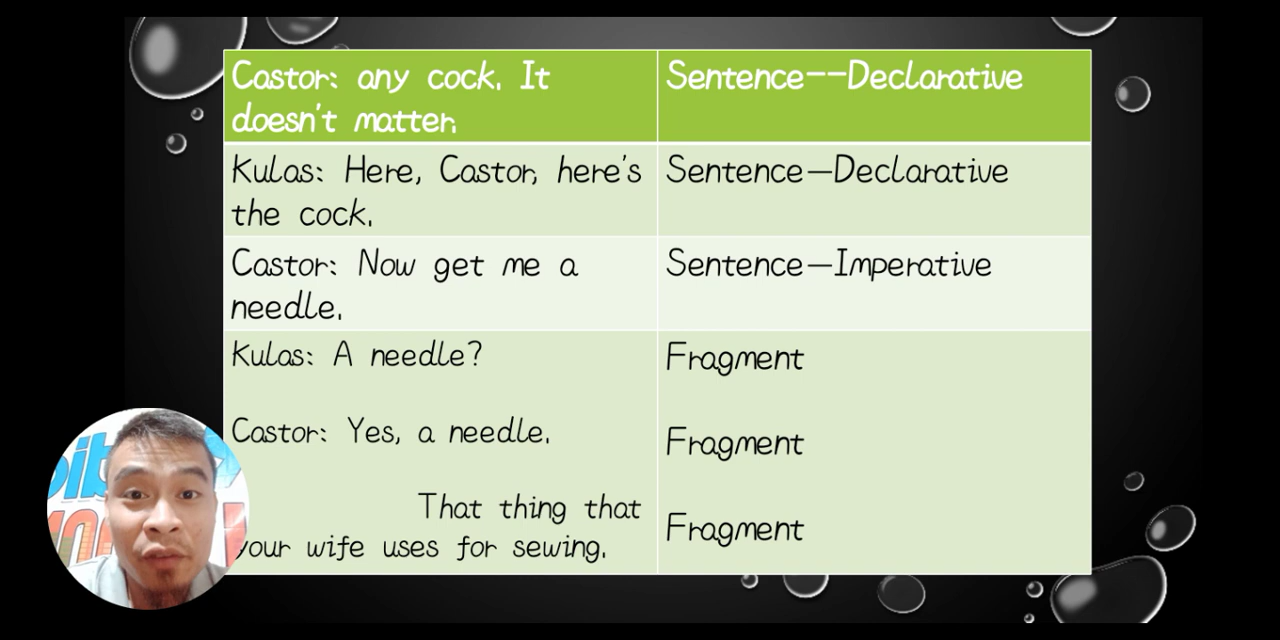 Castor: any cock. It
doesn't matter.
Sentence--Declarative
Kulas: Here, Castor, here's
the cock.
Sentence—Declarative
Castor: Now get me a
needle.
Sentence—Imperative
Kulas: A needle?
Fragment
Castor: Yes, a needle.
Fragment
That thing that
your wife uses for sewing.
Fragment